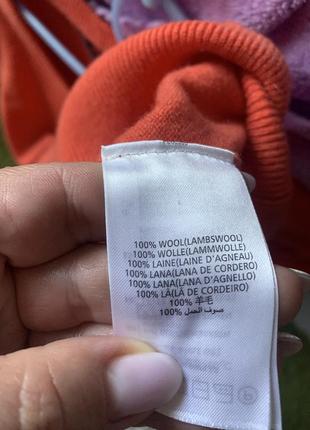 100% WOOL(LAMBSWOOL)
100% WOLLE(LAMMWOLLE)
100% LAINE(LAINE D'AGNEAU)
100% LANA(LANA DE CORDERO)
100% LANA(LANA D'AGNELLO)
100% LÃ(LÃ DE CORDEIRO)
100% 羊毛
100% صوف الحمل